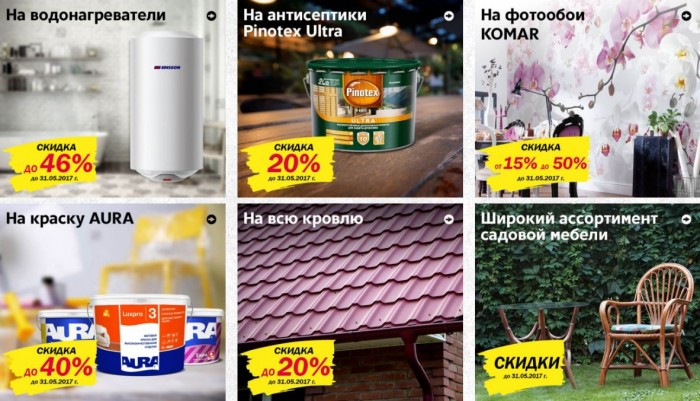 На водонагреватели
СКИДКА
до 46%
до 31.05.2017 г.
На антисептики
Pinotex Ultra
Pinotex
ULTRA
СКИДКА
20%
до 31.05.2017 г.
На фотообои
KOMAR
СКИДКА
от 15% до 50%
до 31.05.2017 г.
На краску AURA
Luxpro 3
AURA
AURA
СКИДКА
до 40%
до 31.05.2017 г.
На всю кровлю
СКИДКА
до 20%
до 31.05.2017 г.
Широкий ассортимент
садовой мебели
СКИДКИ
до 31.05.2017 г.